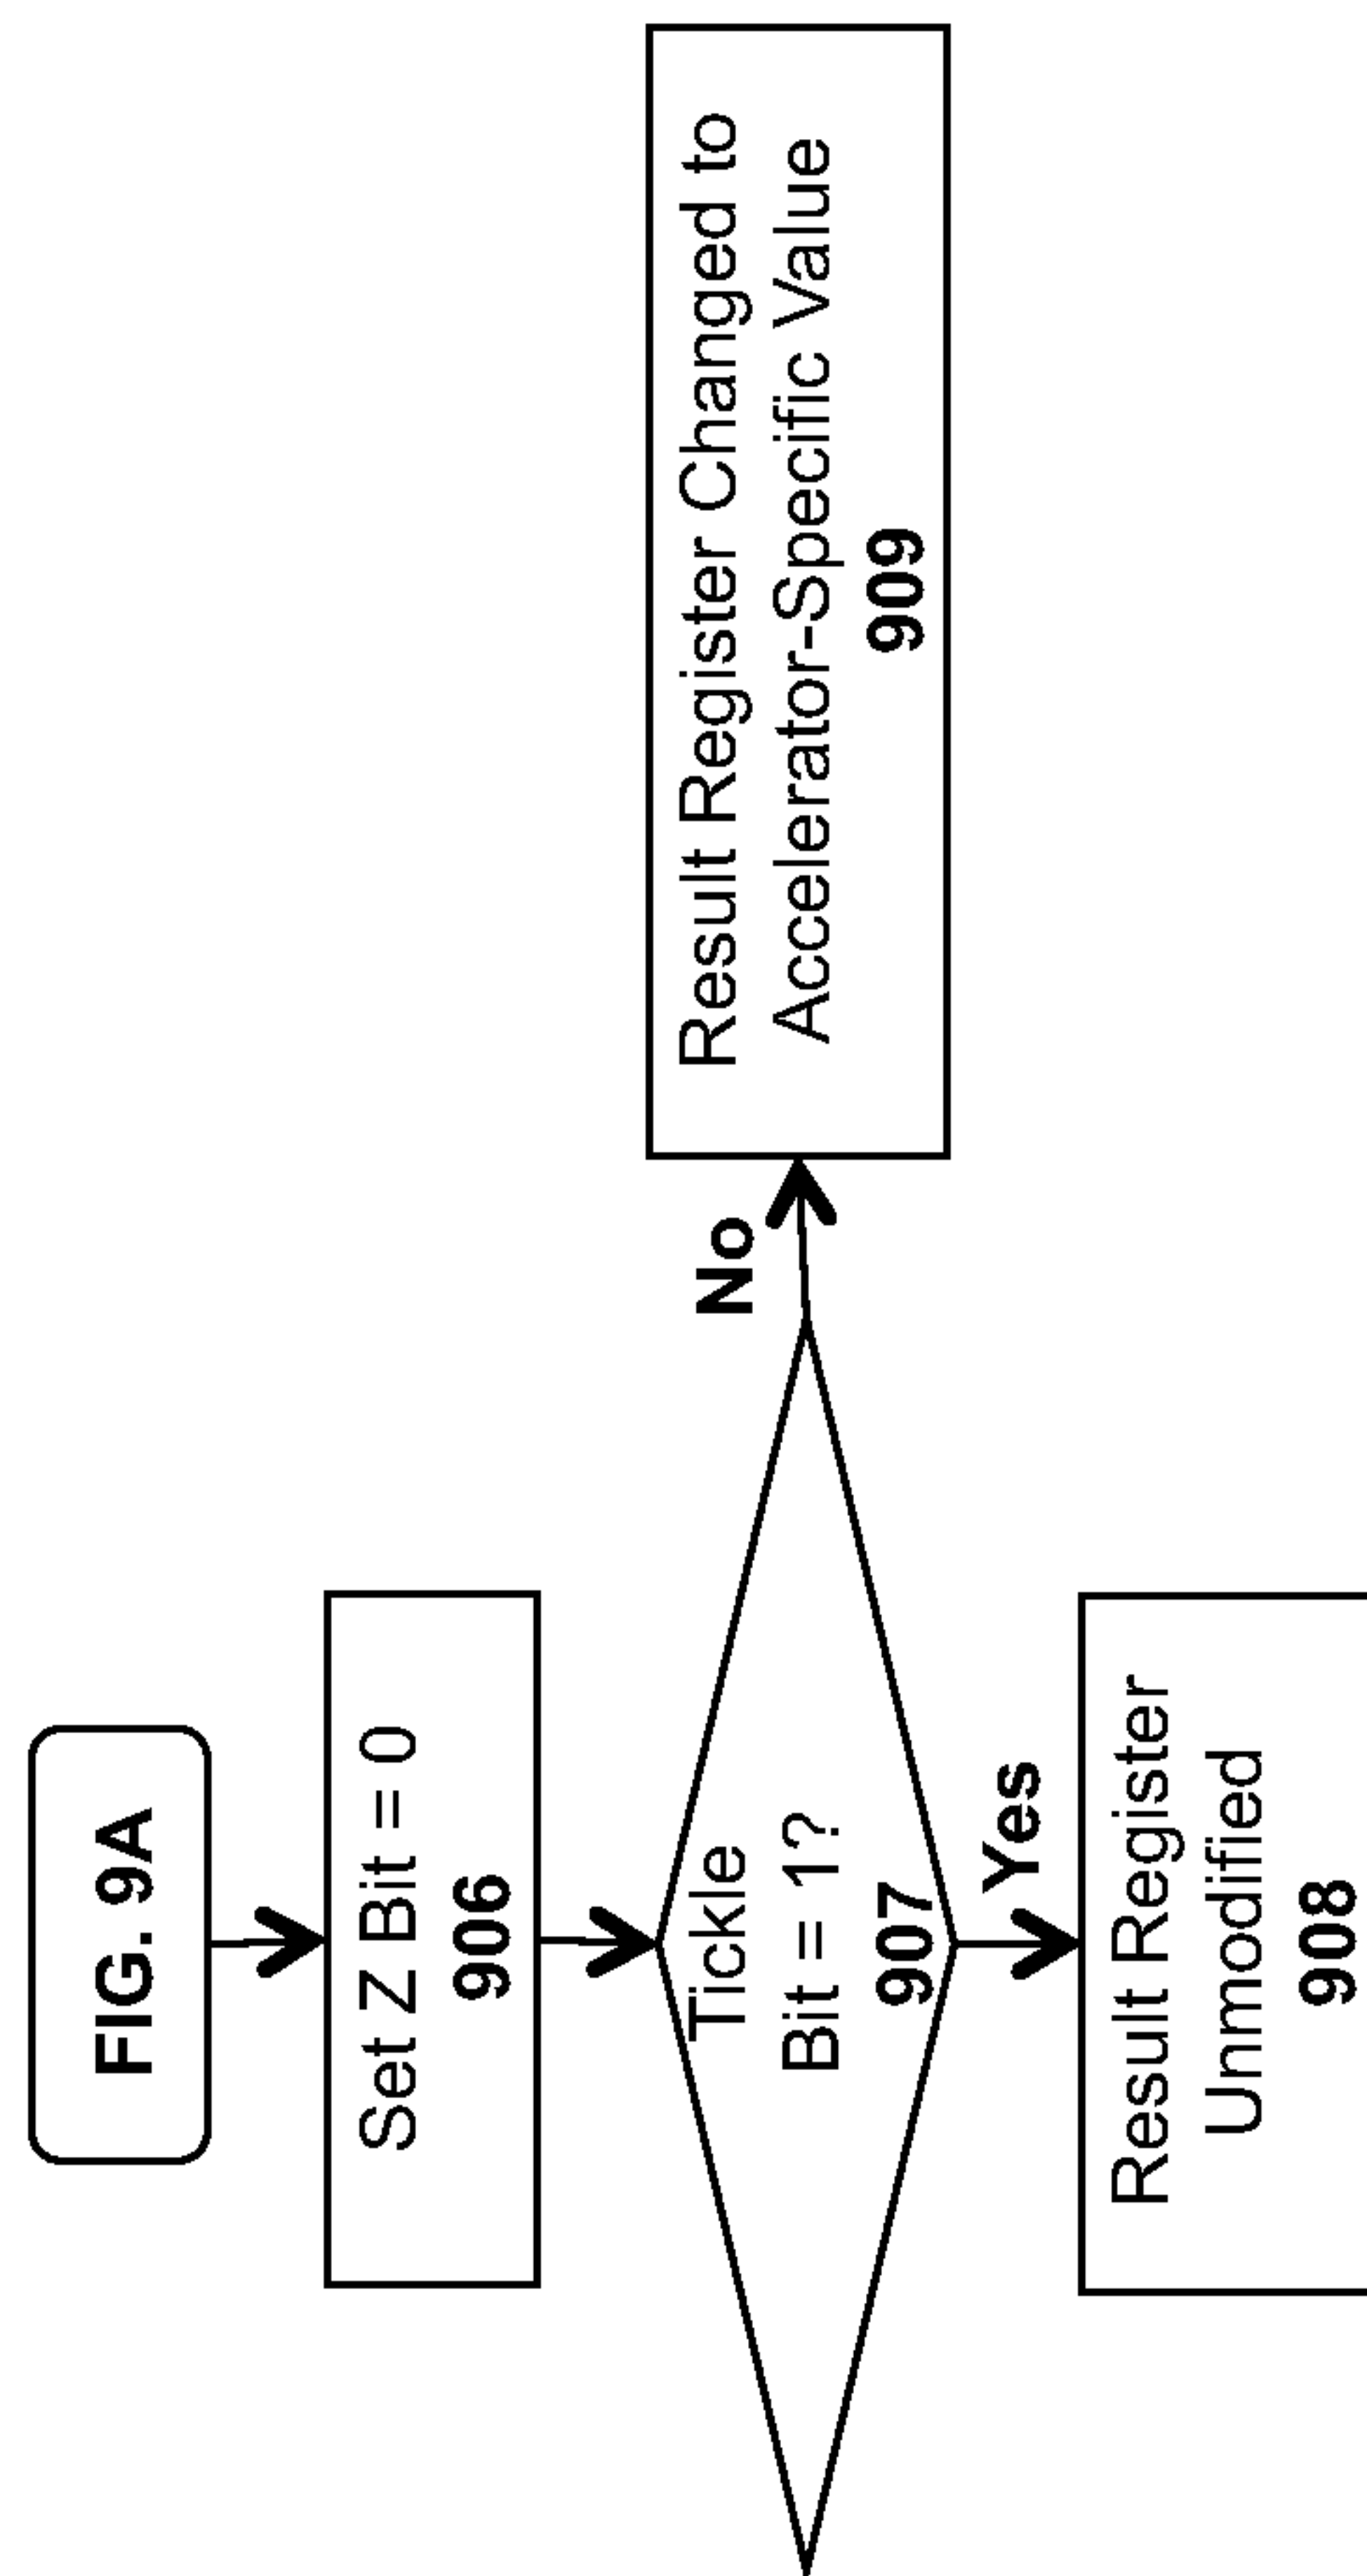 FIG. 9A
Set Z Bit = 0
906
Tickle
Bit = 1?
907
No
Result Register Changed to
Accelerator-Specific Value
909
Yes
Result Register
Unmodified
908